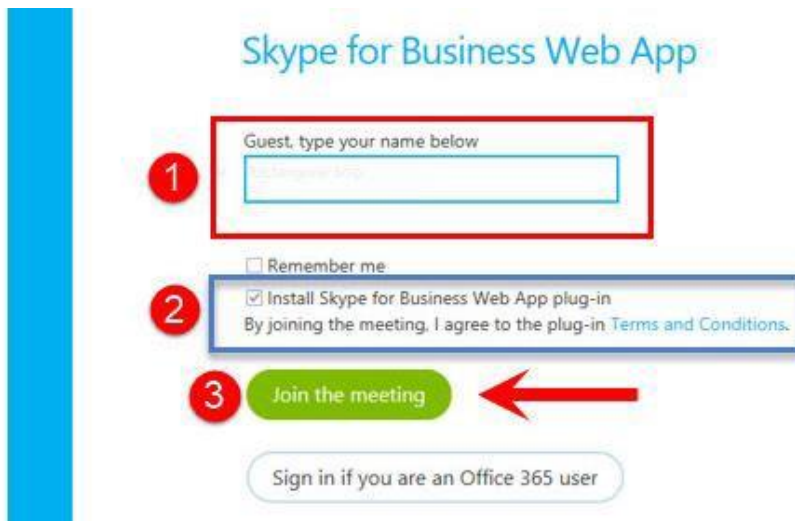 Skype for Business Web App
Guest, type your name below
1
Remember me
2
Install Skype for Business Web App plug-in
By joining the meeting, I agree to the plug-in Terms and Conditions.
3
Join the meeting
Sign in if you are an Office 365 user